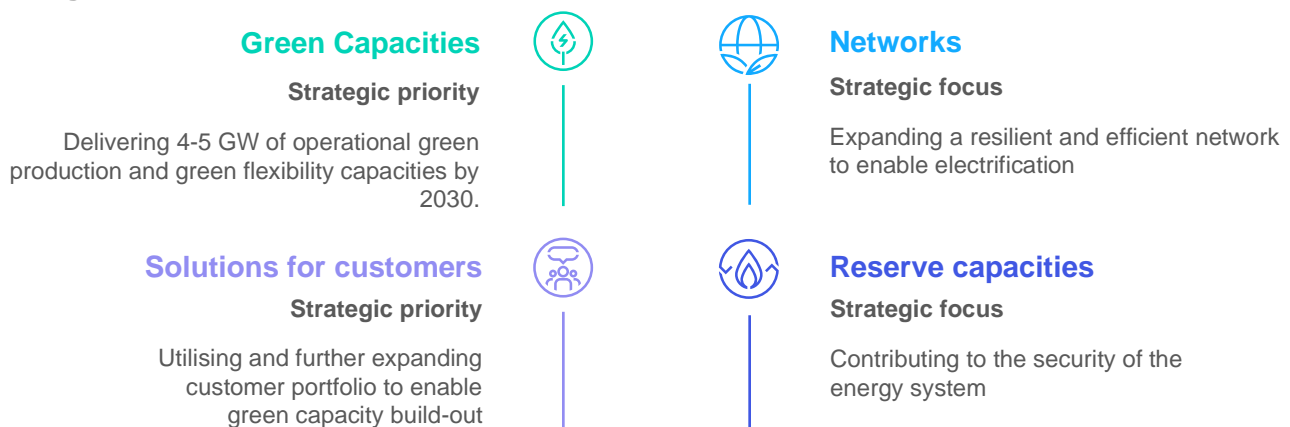 Green Capacities
Strategic priority
Delivering 4-5 GW of operational green
production and green flexibility capacities by
2030.
Networks
Strategic focus
Expanding a resilient and efficient network
to enable electrification
Solutions for customers
Strategic priority
Utilising and further expanding
customer portfolio to enable
green capacity build-out
Reserve capacities
Strategic focus
Contributing to the security of the
energy system